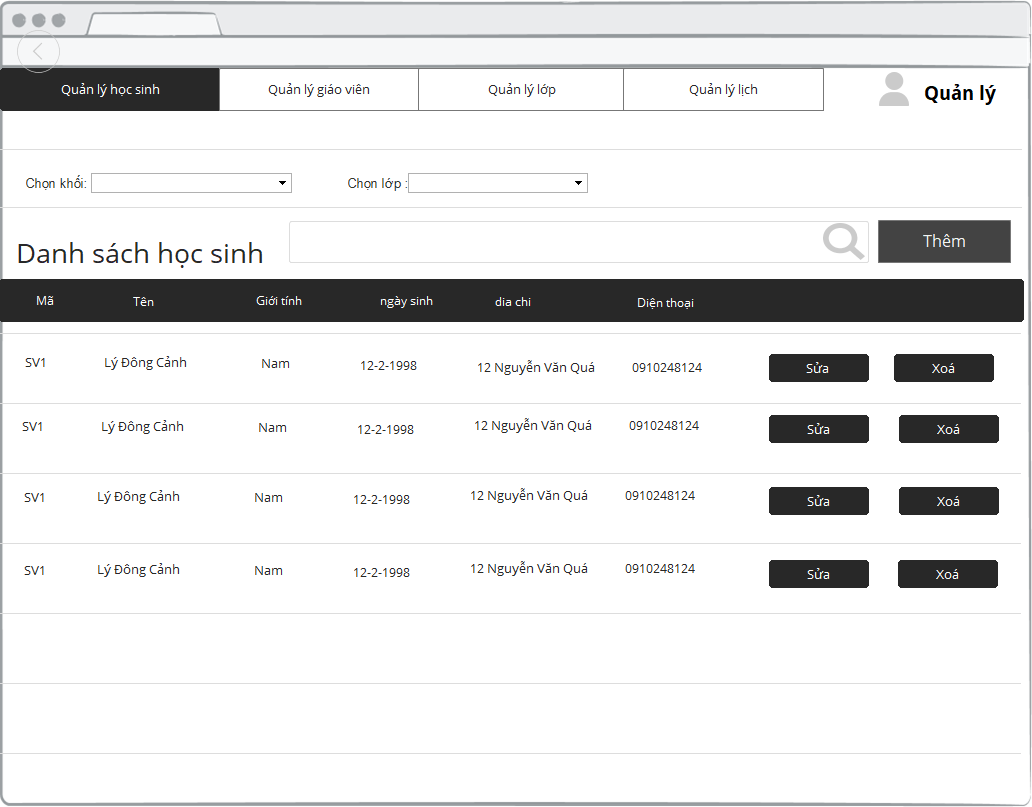 Quản lý học sinh Quản lý giáo viên Quản lý lớp Quản lý lịch Quản lý
Chọn khối: Chọn lớp :
Danh sách học sinh Thêm
Mã Tên Giới tính ngày sinh dia chi Diện thoại
SV1 Lý Đông Cảnh Nam 12-2-1998 12 Nguyễn Văn Quá 0910248124 Sửa Xoá
SV1 Lý Đông Cảnh Nam 12-2-1998 12 Nguyễn Văn Quá 0910248124 Sửa Xoá
SV1 Lý Đông Cảnh Nam 12-2-1998 12 Nguyễn Văn Quá 0910248124 Sửa Xoá
SV1 Lý Đông Cảnh Nam 12-2-1998 12 Nguyễn Văn Quá 0910248124 Sửa Xoá